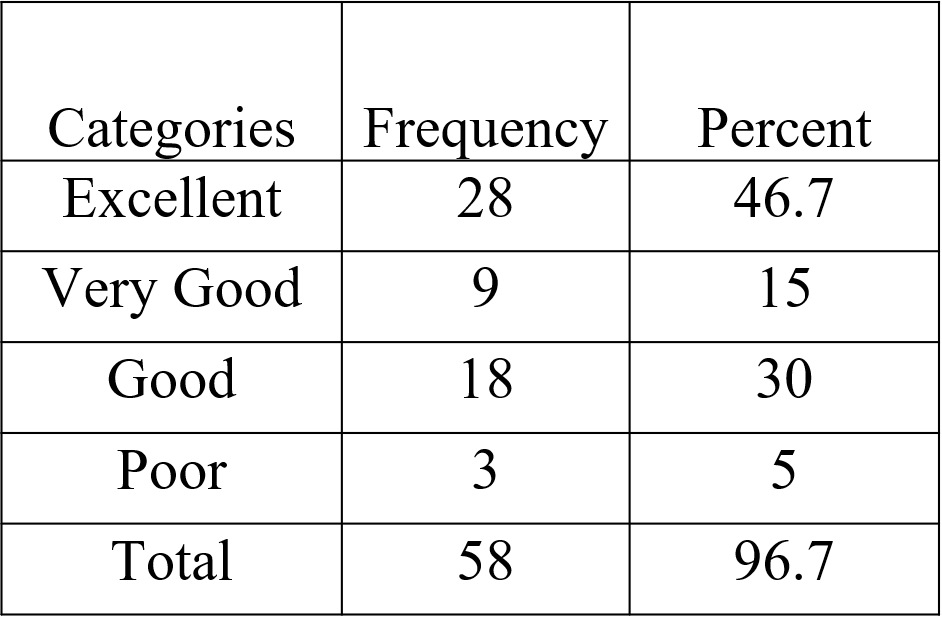 Categories Frequency Percent
Excellent 28 46.7
Very Good 9 15
Good 18 30
Poor 3 5
Total 58 96.7